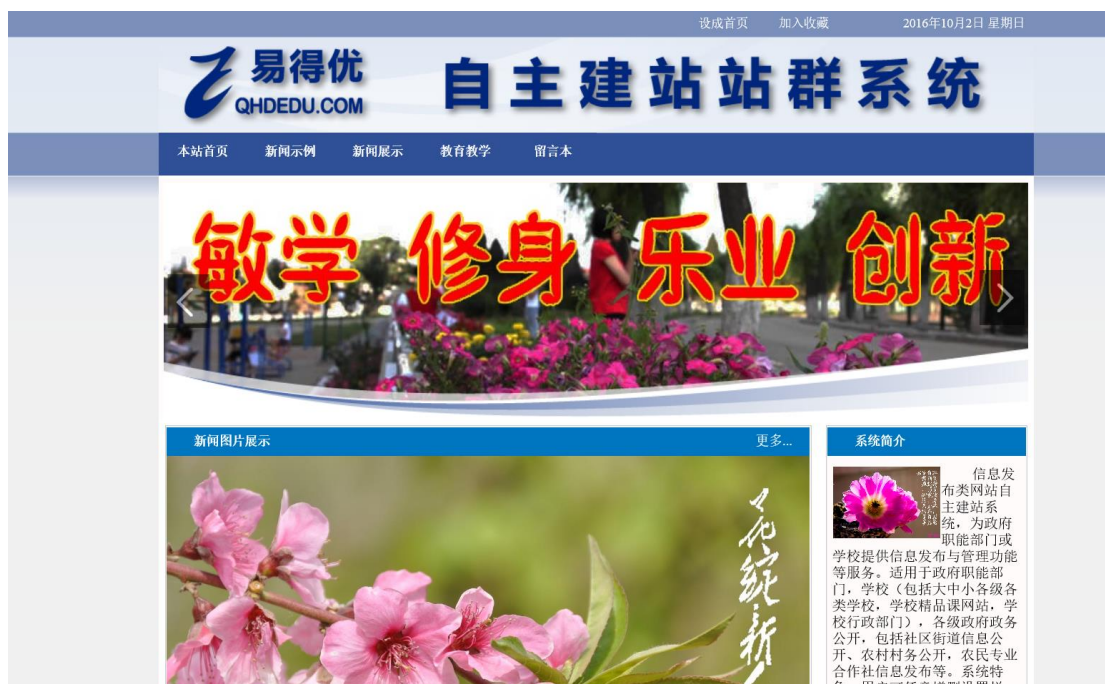 设成首页 加入收藏 2016年10月2日 星期日
易得优
QHDEDU.COM
自主建站站群系统
本站首页 新闻示例 新闻展示 教育教学 留言本
敏学 修身 乐业 创新
新闻图片展示 更多...
花绽新
系统简介
信息发
布类网站自
主建站系
统，为政府
职能部门或
学校提供信息发布与管理功能
等服务。适用于政府职能部
门，学校（包括大中小各级各
类学校，学校精品课网站，学
校行政部门），各级政府政务
公开，包括社区街道信息公
开、农村村务公开，农民专业
合作社信息发布等。系统特